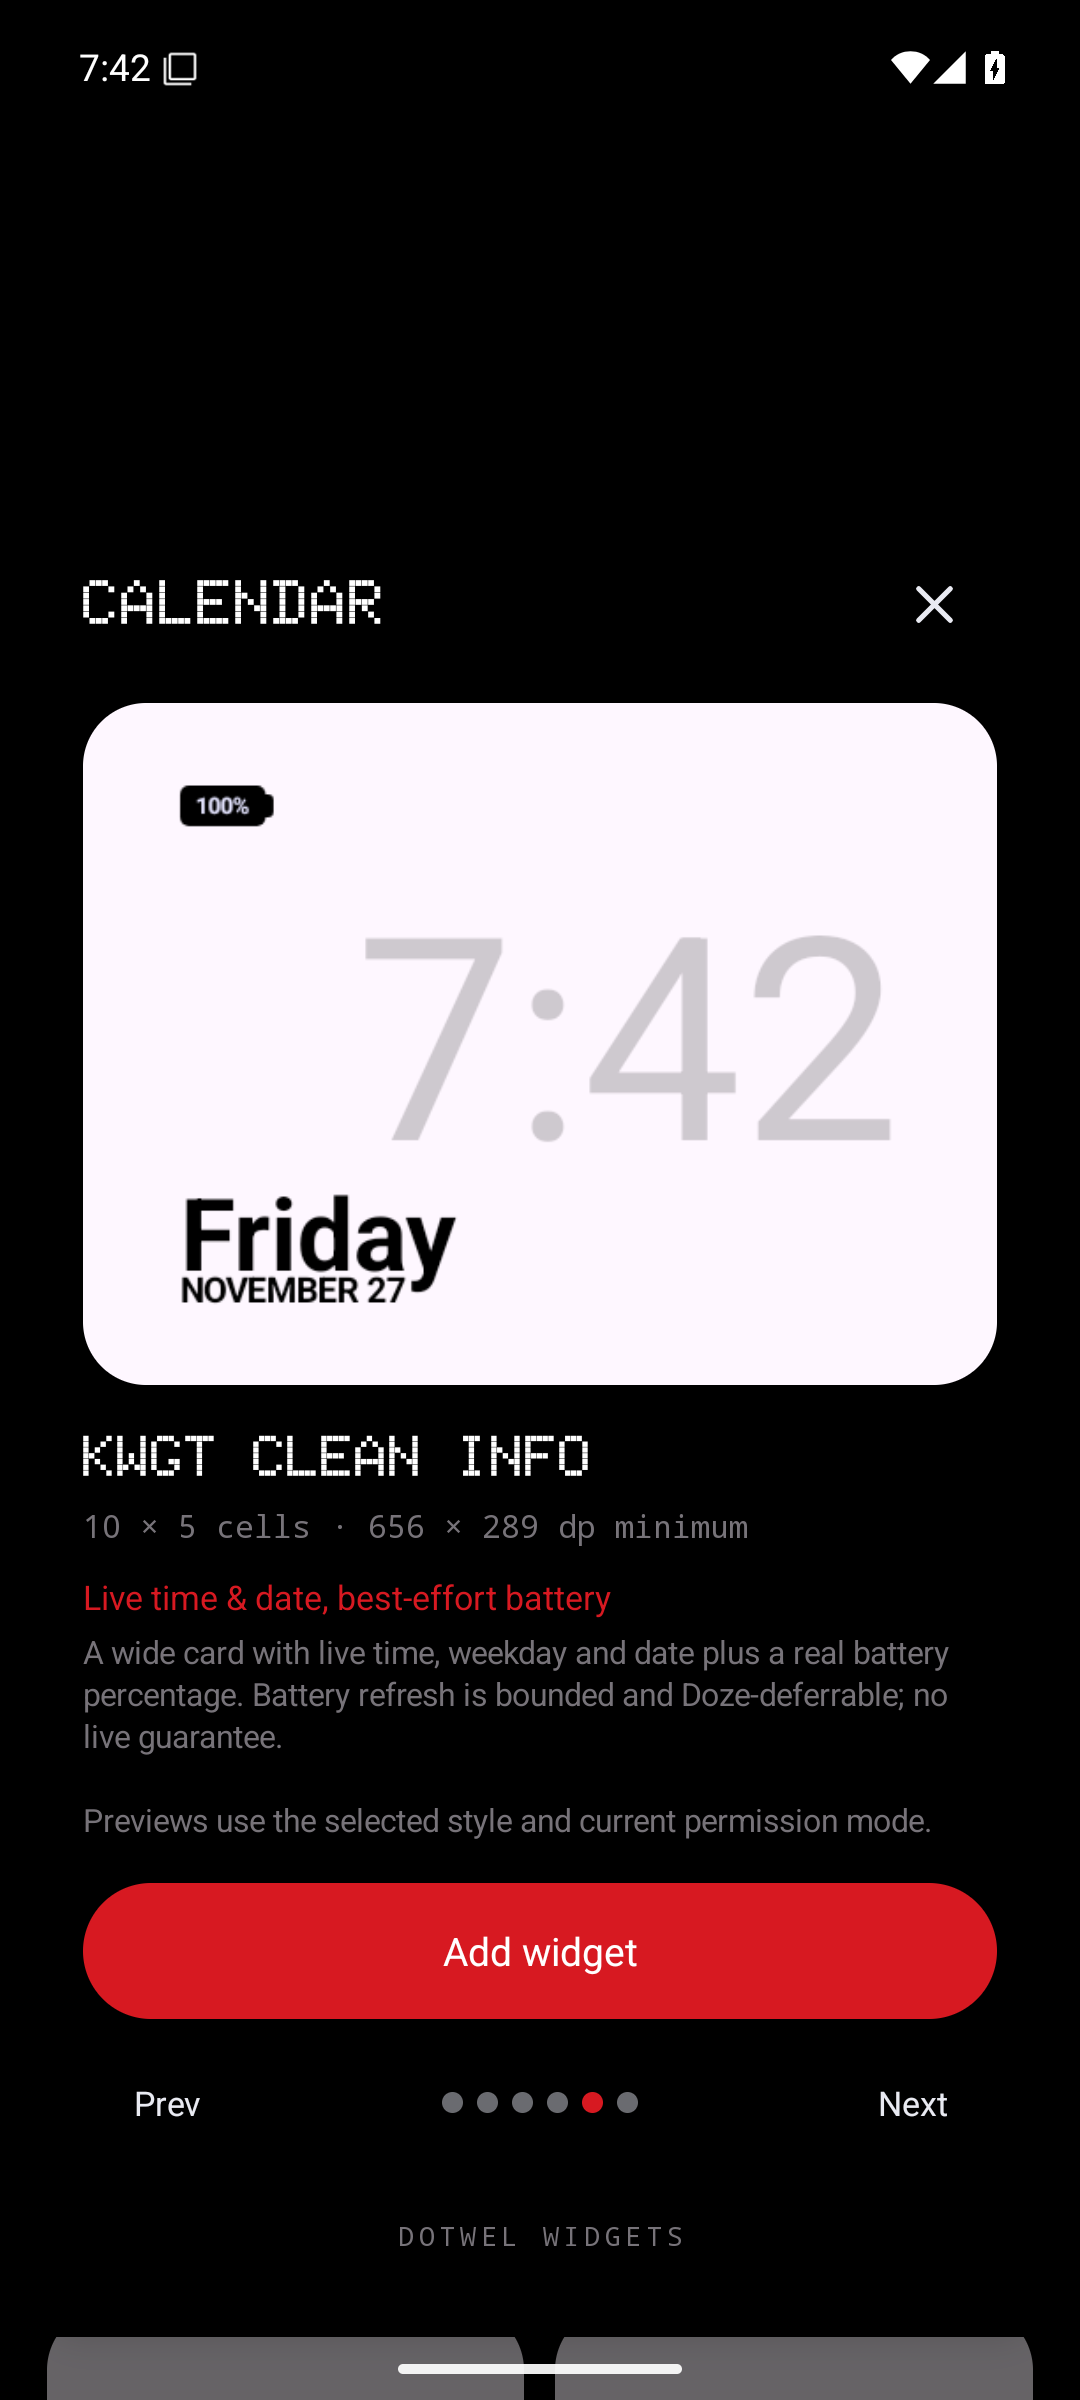 7:42
CALENDAR
100%
7:42
Friday
NOVEMBER 27
KWGT CLEAN INFO
10 × 5 cells · 656 × 289 dp minimum
Live time & date, best-effort battery
A wide card with live time, weekday and date plus a real battery
percentage. Battery refresh is bounded and Doze-deferrable; no
live guarantee.
Previews use the selected style and current permission mode.
Add widget
Prev
Next
DOTWEL WIDGETS